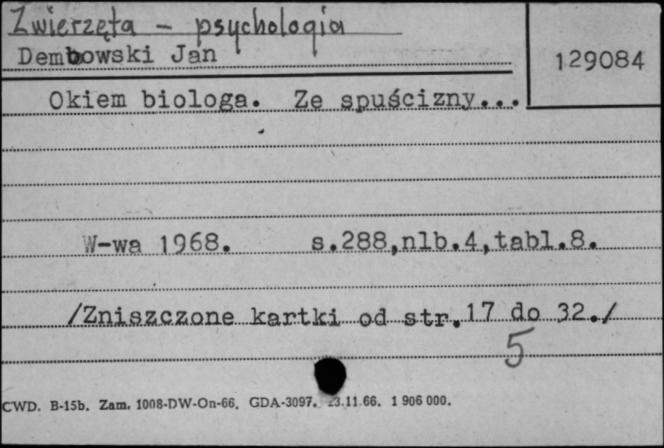 Zwierzęta - psychologia
Dembowski Jan
129084
Okiem biologa. Ze spuścizny...
W-wa 1968. s.288,nlb.4,tabl.8.
/Zniszczone kartki od str.17 do 32./
5
CWD. B-15b. Zam. 1008-DW-On-66. GDA-3097. 23.11.66. 1 906 000.